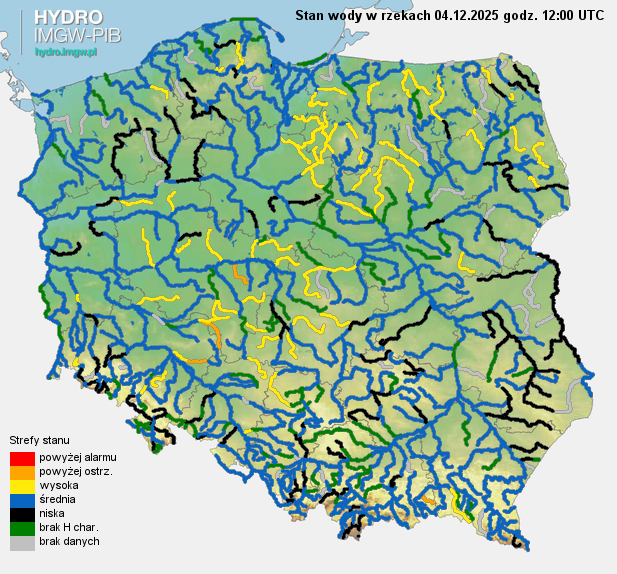 HYDRO
IMGW-PIB
hydro.imgw.pl
Stan wody w rzekach 04.12.2025 godz. 12:00 UTC
Strefy stanu
powyżej alarmu
powyżej ostrz.
wysoka
średnia
niska
brak H char.
brak danych